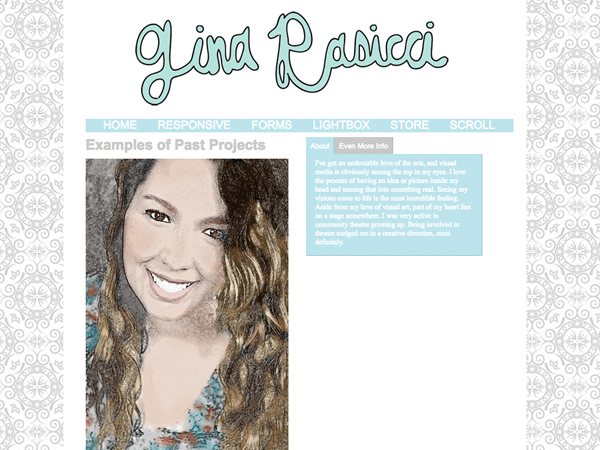 Gina Rasicci
HOME RESPONSIVE FORMS LIGHTBOX STORE SCROLL
Examples of Past Projects
About Even More Info
I've got an undeniable love of the arts, and visual
media is obviously among the top in my eyes. I love
the process of having an idea or picture inside my
head and turning that into something real. Seeing my
visions come to life is the most incredible feeling.
Aside from my love of visual art, part of my heart lies
on a stage somewhere. I was very active in
community theatre growing up. Being involved in
theatre nudged me in a creative direction, most
definitely.